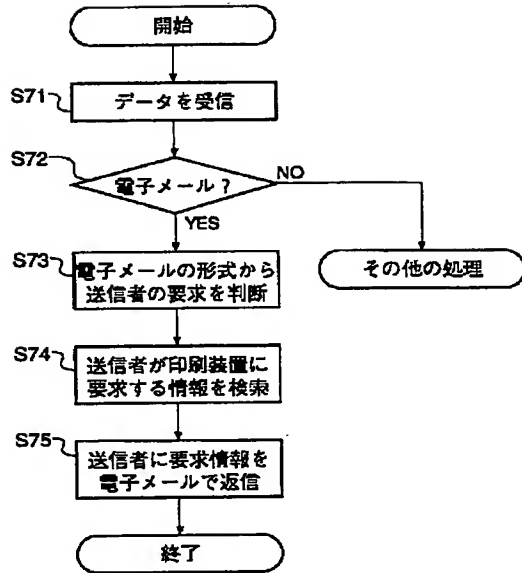 開始
S71
データを受信
S72
電子メール?
NO
YES
S73
電子メールの形式から
送信者の要求を判断
その他の処理
S74
送信者が印刷装置に
要求する情報を検索
S75
送信者に要求情報を
電子メールで返信
終了